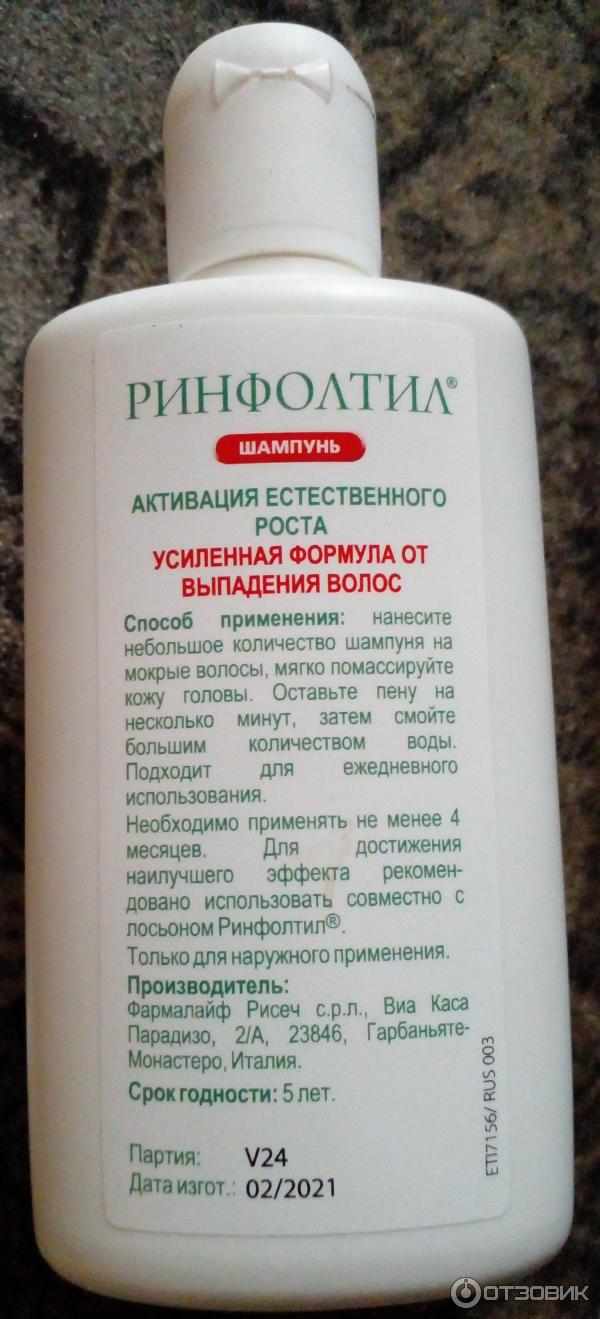 РИНФОЛТИЛ®
ШАМПУНЬ
АКТИВАЦИЯ ЕСТЕСТВЕННОГО
РОСТА
УСИЛЕННАЯ ФОРМУЛА ОТ
ВЫПАДЕНИЯ ВОЛОС
Способ применения: нанесите
небольшое количество шампуня на
мокрые волосы, мягко помассируйте
кожу головы. Оставьте пену на
несколько минут, затем смойте
большим количеством воды.
Подходит для ежедневного
использования.
Необходимо применять не менее 4
месяцев. Для достижения
наилучшего эффекта рекомен-
довано использовать совместно с
лосьоном Ринфолтил®.
Только для наружного применения.
Производитель:
Фармалайф Рисеч с.р.л., Виа Каса
Парадизо, 2/А, 23846, Гарбаньяте-
Монастеро, Италия.
Срок годности: 5 лет.
Партия: V24
Дата изгот.: 02/2021
ETI7156/ RUS 003
ОТЗОВИК